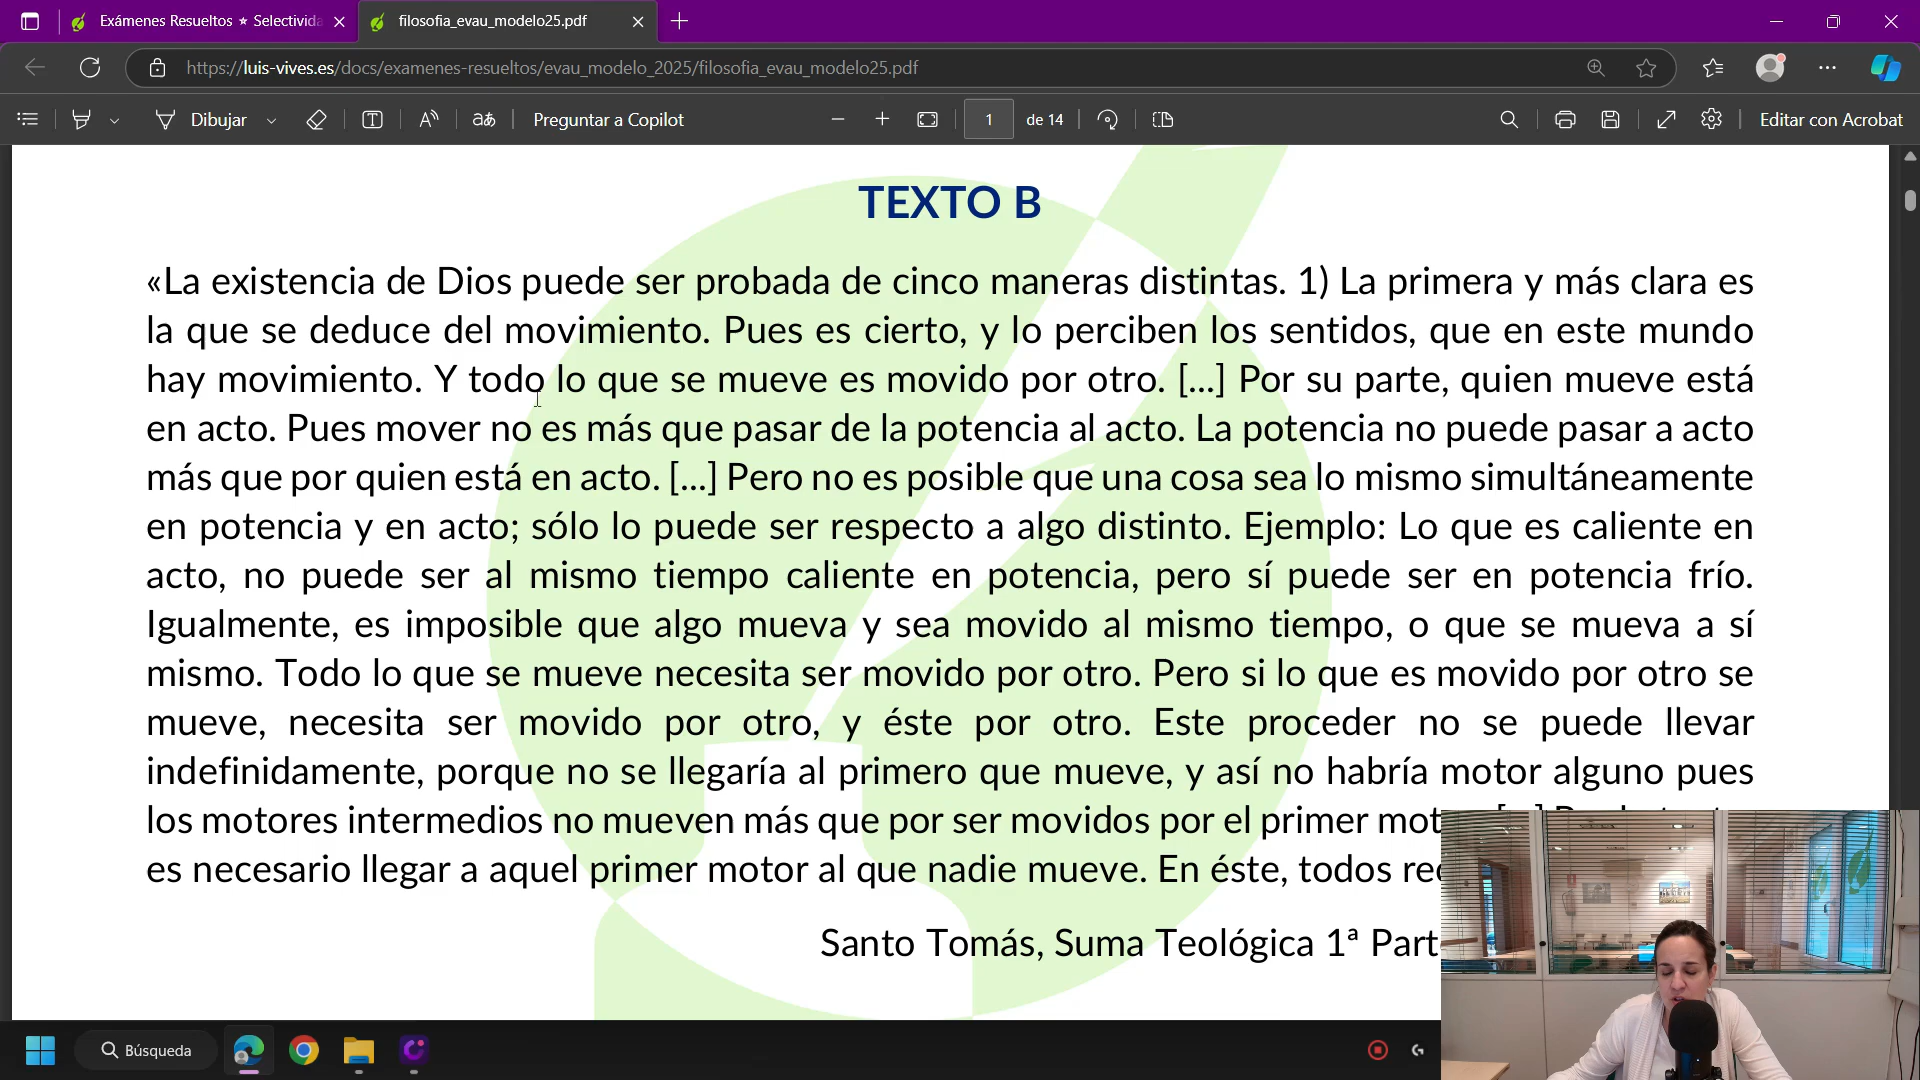 Exámenes Resueltos ★ Selectivida
filosofia_evau_modelo25.pdf
https://luis-vives.es/docs/examenes-resueltos/evau_modelo_2025/filosofia_evau_modelo25.pdf
Dibujar
aあ
Preguntar a Copilot
1
de 14
Editar con Acrobat
TEXTO B
«La existencia de Dios puede ser probada de cinco maneras distintas. 1) La primera y más clara es
la que se deduce del movimiento. Pues es cierto, y lo perciben los sentidos, que en este mundo
hay movimiento. Y todo lo que se mueve es movido por otro. [...] Por su parte, quien mueve está
en acto. Pues mover no es más que pasar de la potencia al acto. La potencia no puede pasar a acto
más que por quien está en acto. [...] Pero no es posible que una cosa sea lo mismo simultáneamente
en potencia y en acto; sólo lo puede ser respecto a algo distinto. Ejemplo: Lo que es caliente en
acto, no puede ser al mismo tiempo caliente en potencia, pero sí puede ser en potencia frío.
Igualmente, es imposible que algo mueva y sea movido al mismo tiempo, o que se mueva a sí
mismo. Todo lo que se mueve necesita ser movido por otro. Pero si lo que es movido por otro se
mueve, necesita ser movido por otro, y éste por otro. Este proceder no se puede llevar
indefinidamente, porque no se llegaría al primero que mueve, y así no habría motor alguno pues
los motores intermedios no mueven más que por ser movidos por el primer mot
es necesario llegar a aquel primer motor al que nadie mueve. En éste, todos rec
Santo Tomás, Suma Teológica 1ª Part
Búsqueda